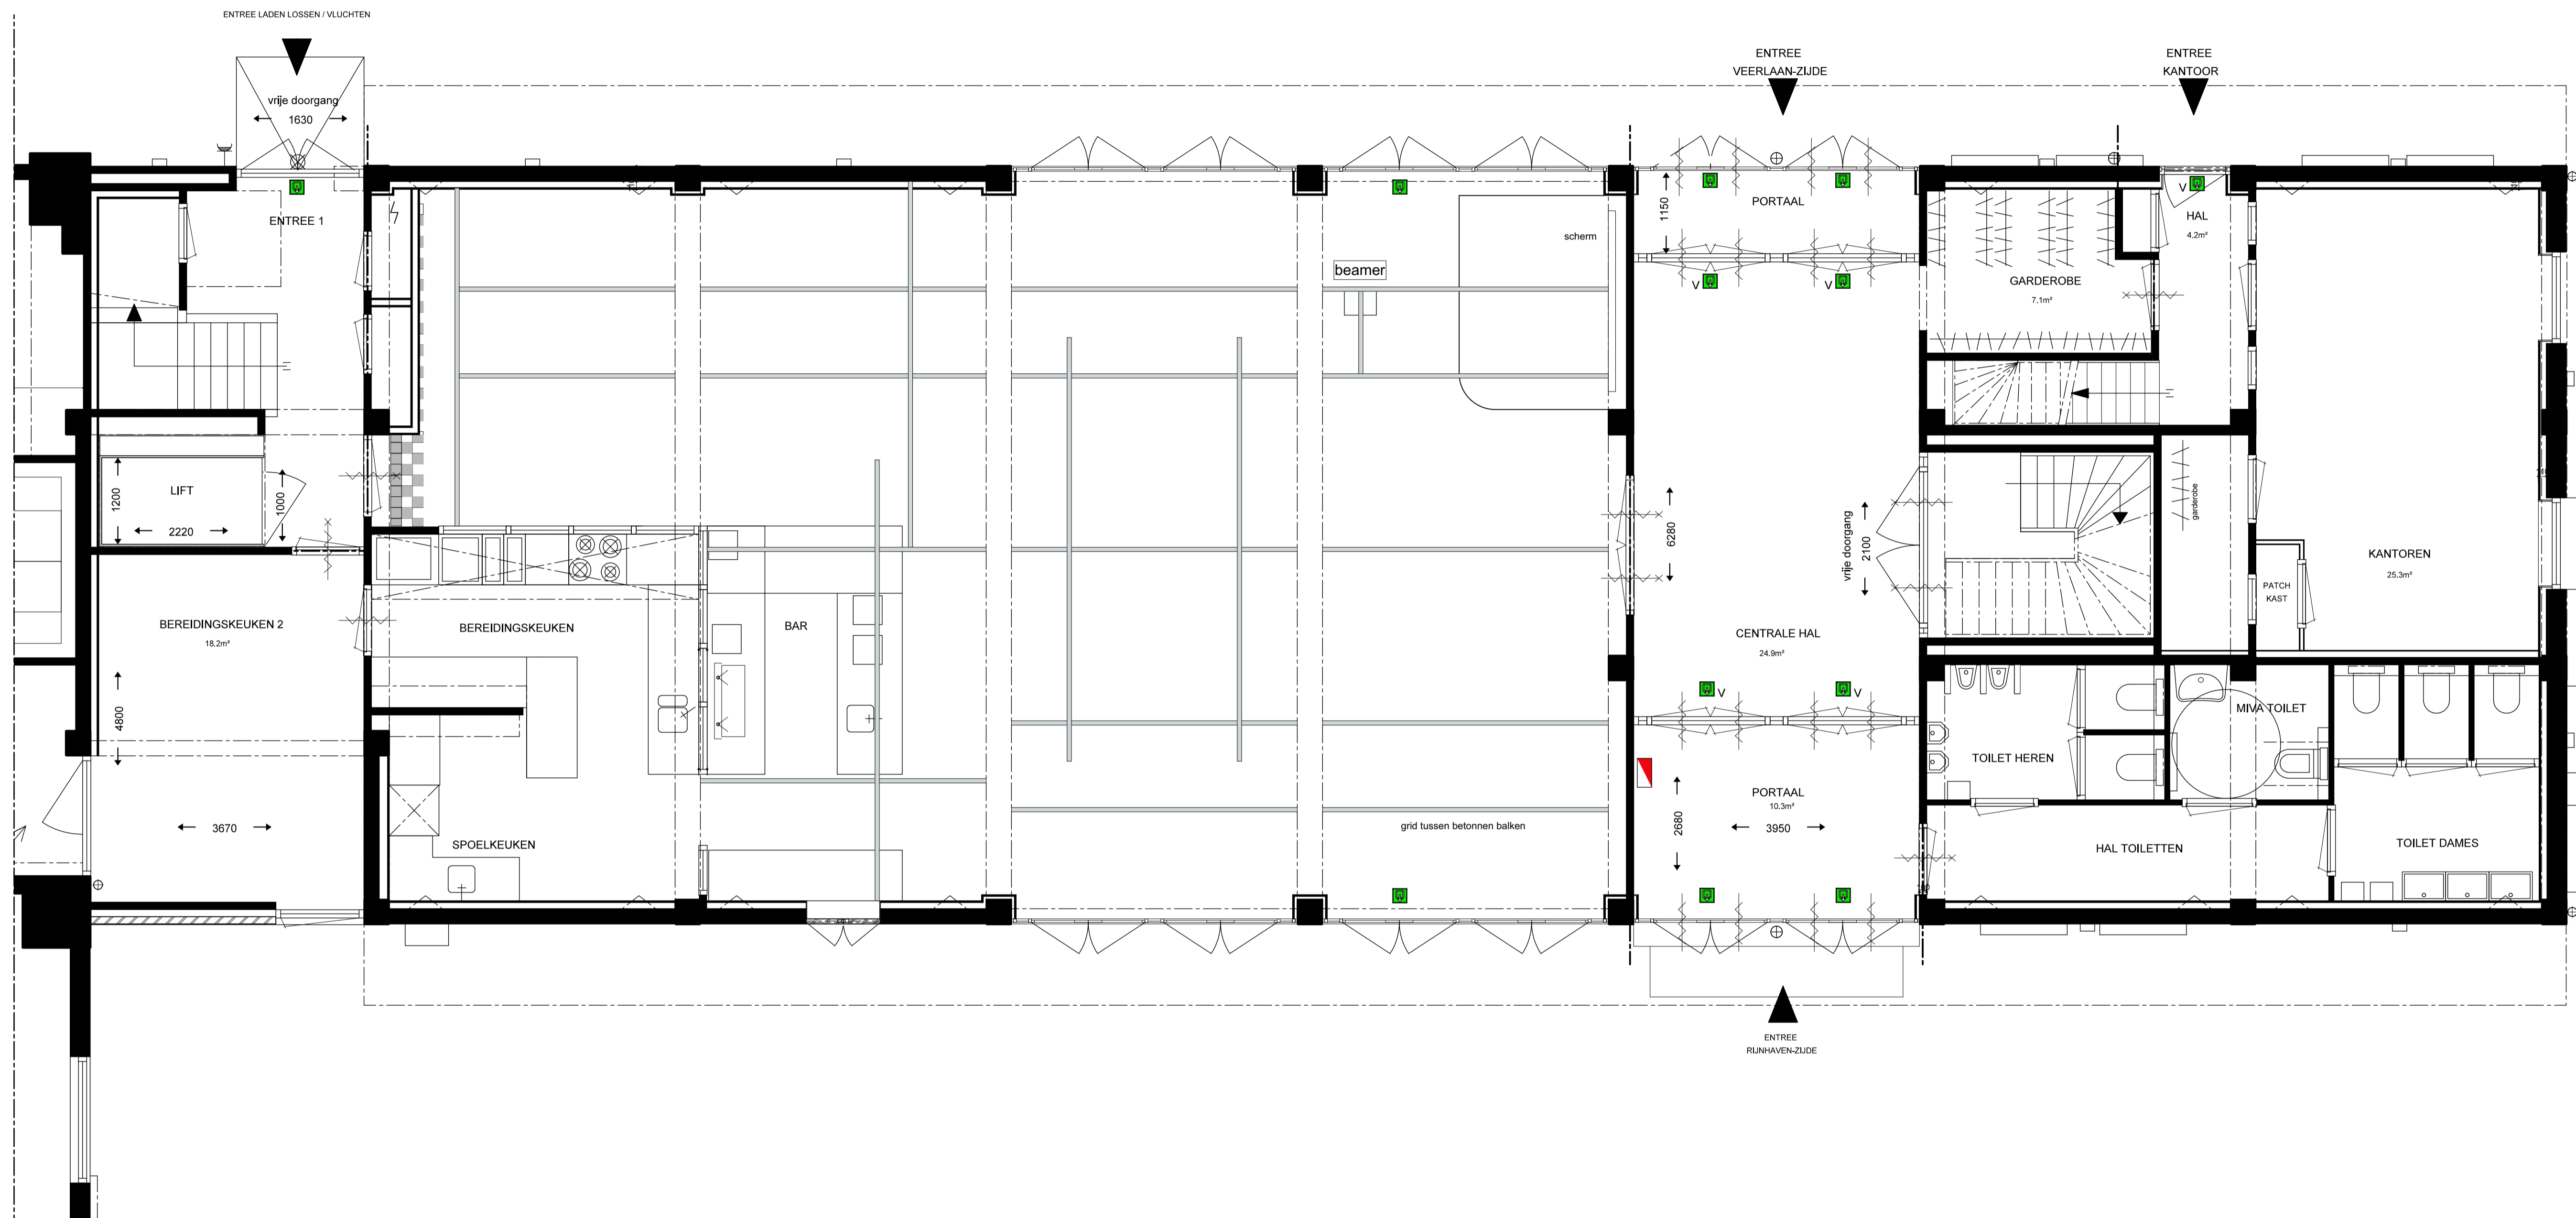 ENTREE LADEN LOSSEN / VLUCHTEN
ENTREE
VEERLAAN-ZIJDE
ENTREE
KANTOOR
vrije doorgang
1630
ENTREE 1
PORTAAL
1150
scherm
beamer
V
V
V
HAL
4.2m²
GARDEROBE
7.1m²
LIFT
1200
2220
1000
6280
vrije doorgang
2100
garderobe
KANTOREN
25.3m²
PATCH
KAST
BEREIDINGSKEUKEN 2
18.2m²
BEREIDINGSKEUKEN
BAR
CENTRALE HAL
24.9m²
V
V
MIVA TOILET
4800
TOILET HEREN
PORTAAL
10.3m²
2680
3950
3670
grid tussen betonnen balken
SPOELKEUKEN
HAL TOILETTEN
TOILET DAMES
ENTREE
RIJNHAVEN-ZIJDE